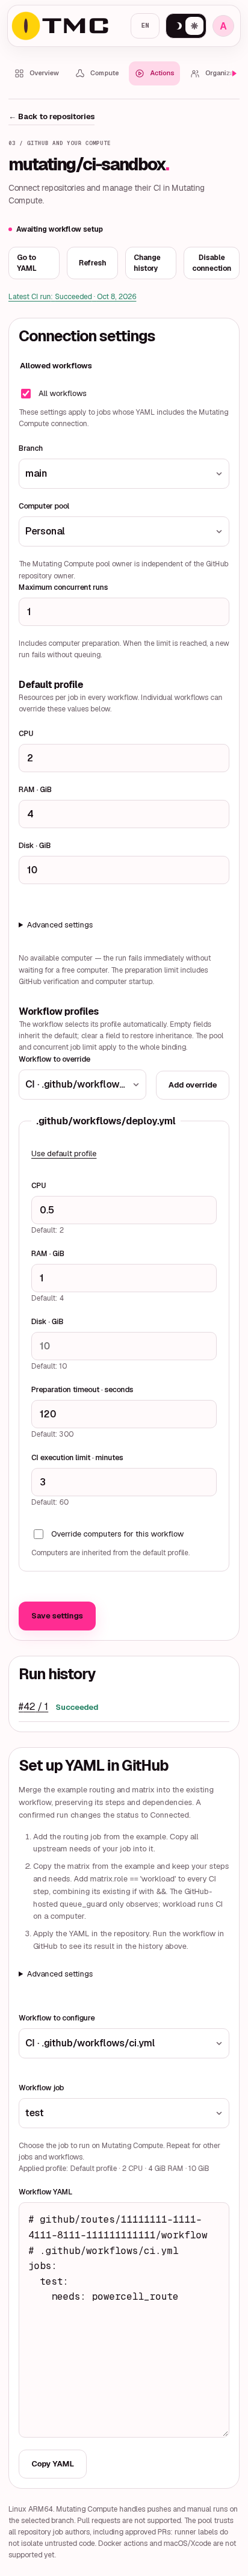 TMC
EN
A
Overview
Compute
Actions
← Back to repositories
03 / GITHUB AND YOUR COMPUTE
mutating/ci-sandbox.
Connect repositories and manage their CI in Mutating
Compute.
Awaiting workflow setup
Go to
YAML
Refresh
Change
history
Disable
connection
Latest CI run: Succeeded · Oct 8, 2026
Connection settings
Allowed workflows
All workflows
These settings apply to jobs whose YAML includes the Mutating
Compute connection.
Branch
main
Computer pool
Personal
The Mutating Compute pool owner is independent of the GitHub
repository owner.
Maximum concurrent runs
1
Includes computer preparation. When the limit is reached, a new
run fails without queuing.
Default profile
Resources per job in every workflow. Individual workflows can
override these values below.
CPU
2
RAM · GiB
4
Disk · GiB
10
Advanced settings
No available computer — the run fails immediately without
waiting for a free computer. The preparation limit includes
GitHub verification and computer startup.
Workflow profiles
The workflow selects its profile automatically. Empty fields
inherit the default; clear a field to restore inheritance. The pool
and concurrent job limit apply to the whole binding.
Workflow to override
CI · .github/workflow...
Add override
.github/workflows/deploy.yml
Use default profile
CPU
0.5
Default: 2
RAM · GiB
1
Default: 4
Disk · GiB
10
Default: 10
Preparation timeout · seconds
120
Default: 300
CI execution limit · minutes
3
Default: 60
Override computers for this workflow
Computers are inherited from the default profile.
Save settings
Run history
#42 / 1 Succeeded
Set up YAML in GitHub
Merge the example routing and matrix into the existing
workflow, preserving its steps and dependencies. A
confirmed run changes the status to Connected.
1. Add the routing job from the example. Copy all
upstream needs of your job into it.
2. Copy the matrix from the example and keep your steps
and needs. Add matrix.role == 'workload' to every CI
step, combining its existing if with &&. The GitHub-
hosted queue_guard only observes; workload runs CI
on a computer.
3. Apply the YAML in the repository. Run the workflow in
GitHub to see its result in the history above.
Advanced settings
Workflow to configure
CI · .github/workflows/ci.yml
Workflow job
test
Choose the job to run on Mutating Compute. Repeat for other
jobs and workflows.
Applied profile: Default profile · 2 CPU · 4 GiB RAM · 10 GiB
Workflow YAML
# github/routes/11111111-1111-
4111-8111-111111111111/workflow
# .github/workflows/ci.yml
jobs:
test:
needs: powercell_route
Copy YAML
Linux ARM64. Mutating Compute handles pushes and manual runs on
the selected branch. Pull requests are not supported. The pool trusts
all repository job authors, including approved PRs: runner labels do
not isolate untrusted code. Docker actions and macOS/Xcode are not
supported yet.